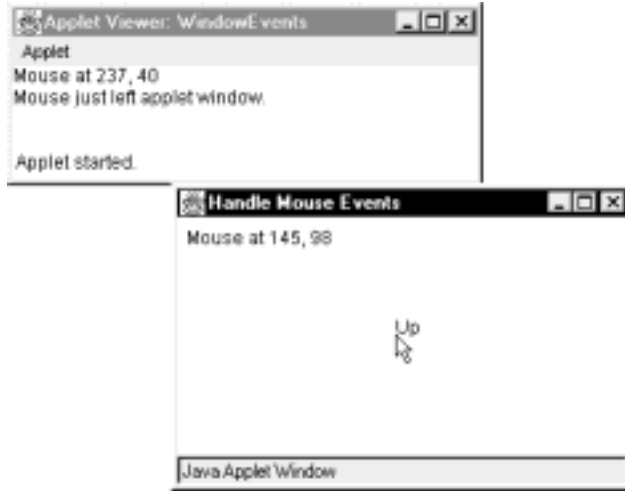 Applet Viewer: WindowEvents
Applet
Mouse at 237, 40
Mouse just left applet window.
Applet started.
Handle Mouse Events
Mouse at 145, 98
Up
Java Applet Window